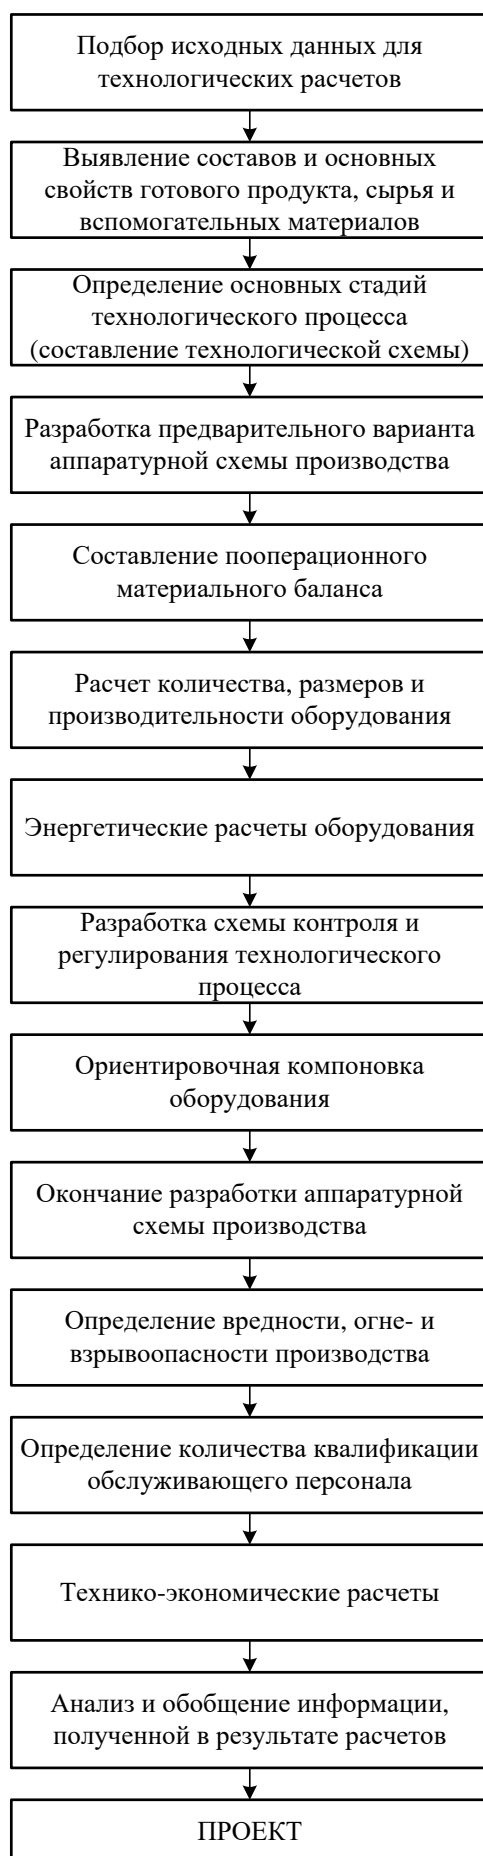 Подбор исходных данных для
технологических расчетов
Выявление составов и основных
свойств готового продукта, сырья и
вспомогательных материалов
Определение основных стадий
технологического процесса
(составление технологической схемы)
Разработка предварительного варианта
аппаратурной схемы производства
Составление пооперационного
материального баланса
Расчет количества, размеров и
производительности оборудования
Энергетические расчеты оборудования
Разработка схемы контроля и
регулирования технологического
процесса
Ориентировочная компоновка
оборудования
Окончание разработки аппаратурной
схемы производства
Определение вредности, огне- и
взрывоопасности производства
Определение количества квалификации
обслуживающего персонала
Технико-экономические расчеты
Анализ и обобщение информации,
полученной в результате расчетов
ПРОЕКТ